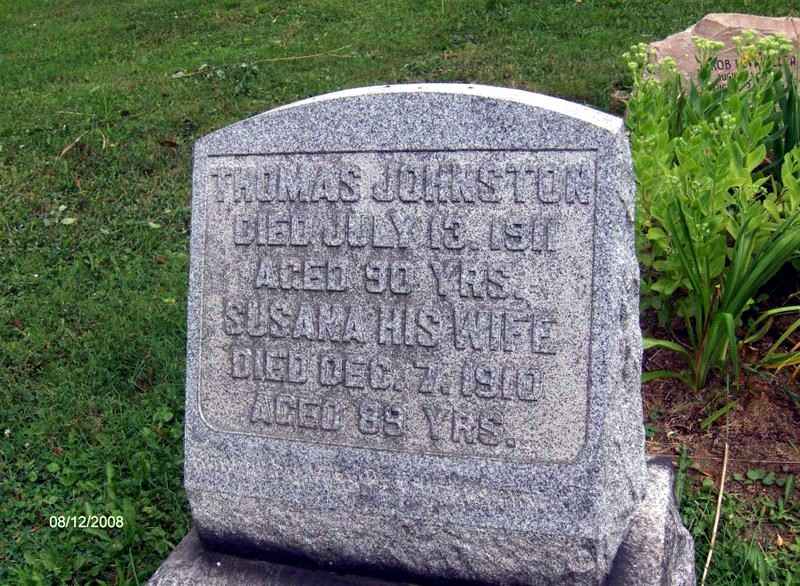 THOMAS JOHNSTON
DIED JULY 13, 1911
AGED 90 YRS.
SUSANA HIS WIFE
DIED DEC. 7, 1910
AGED 89 YRS.
08/12/2008